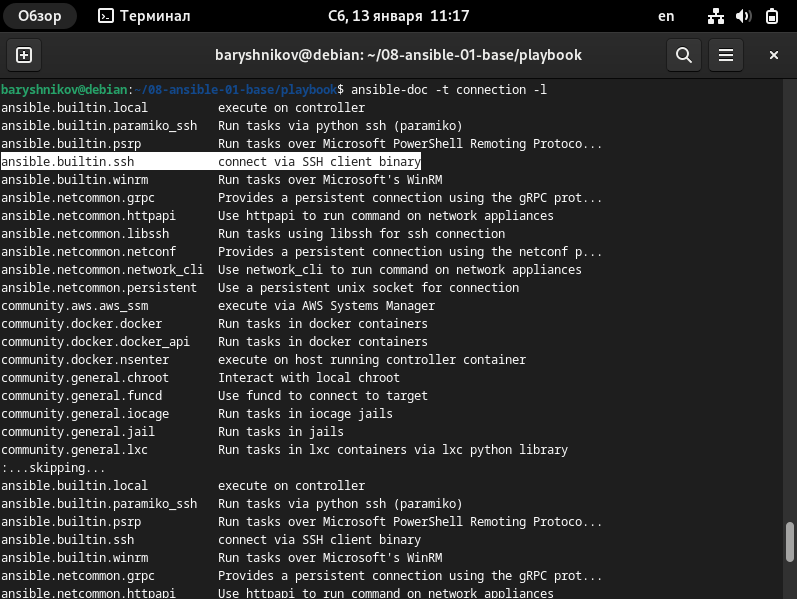 Обзор
Терминал
Сб, 13 января 11:17
en
baryshnikov@debian: ~/08-ansible-01-base/playbook
baryshnikov@debian:~/08-ansible-01-base/playbook$ ansible-doc -t connection -l
ansible.builtin.local execute on controller
ansible.builtin.paramiko_ssh Run tasks via python ssh (paramiko)
ansible.builtin.psrp Run tasks over Microsoft PowerShell Remoting Protoco...
ansible.builtin.ssh connect via SSH client binary
ansible.builtin.winrm Run tasks over Microsoft's WinRM
ansible.netcommon.grpc Provides a persistent connection using the gRPC prot...
ansible.netcommon.httpapi Use httpapi to run command on network appliances
ansible.netcommon.libssh Run tasks using libssh for ssh connection
ansible.netcommon.netconf Provides a persistent connection using the netconf p...
ansible.netcommon.network_cli Use network_cli to run command on network appliances
ansible.netcommon.persistent Use a persistent unix socket for connection
community.aws.aws_ssm execute via AWS Systems Manager
community.docker.docker Run tasks in docker containers
community.docker.docker_api Run tasks in docker containers
community.docker.nsenter execute on host running controller container
community.general.chroot Interact with local chroot
community.general.funcd Use funcd to connect to target
community.general.iocage Run tasks in iocage jails
community.general.jail Run tasks in jails
community.general.lxc Run tasks in lxc containers via lxc python library
:...skipping...
ansible.builtin.local execute on controller
ansible.builtin.paramiko_ssh Run tasks via python ssh (paramiko)
ansible.builtin.psrp Run tasks over Microsoft PowerShell Remoting Protoco...
ansible.builtin.ssh connect via SSH client binary
ansible.builtin.winrm Run tasks over Microsoft's WinRM
ansible.netcommon.grpc Provides a persistent connection using the gRPC prot...
ansible.netcommon.httpapi Use httpapi to run command on network appliances